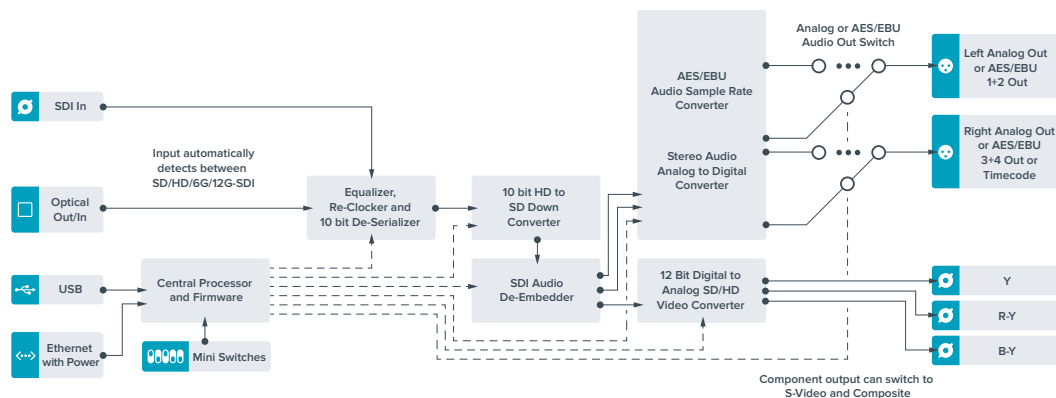 Analog or AES/EBU
Audio Out Switch
SDI In
Input automatically
detects between
SD/HD/6G/12G-SDI
Optical
Out/In
Equalizer,
Re-Clocker and
10 bit De-Serializer
10 bit HD to
SD Down
Converter
AES/EBU
Audio Sample Rate
Converter
Stereo Audio
Analog to Digital
Converter
Left Analog Out
or AES/EBU
1+2 Out
Right Analog Out
or AES/EBU
3+4 Out or
Timecode
USB
Ethernet
with Power
Central Processor
and Firmware
Mini Switches
SDI Audio
De-Embedder
12 Bit Digital to
Analog SD/HD
Video Converter
Y
R-Y
B-Y
Component output can switch to
S-Video and Composite